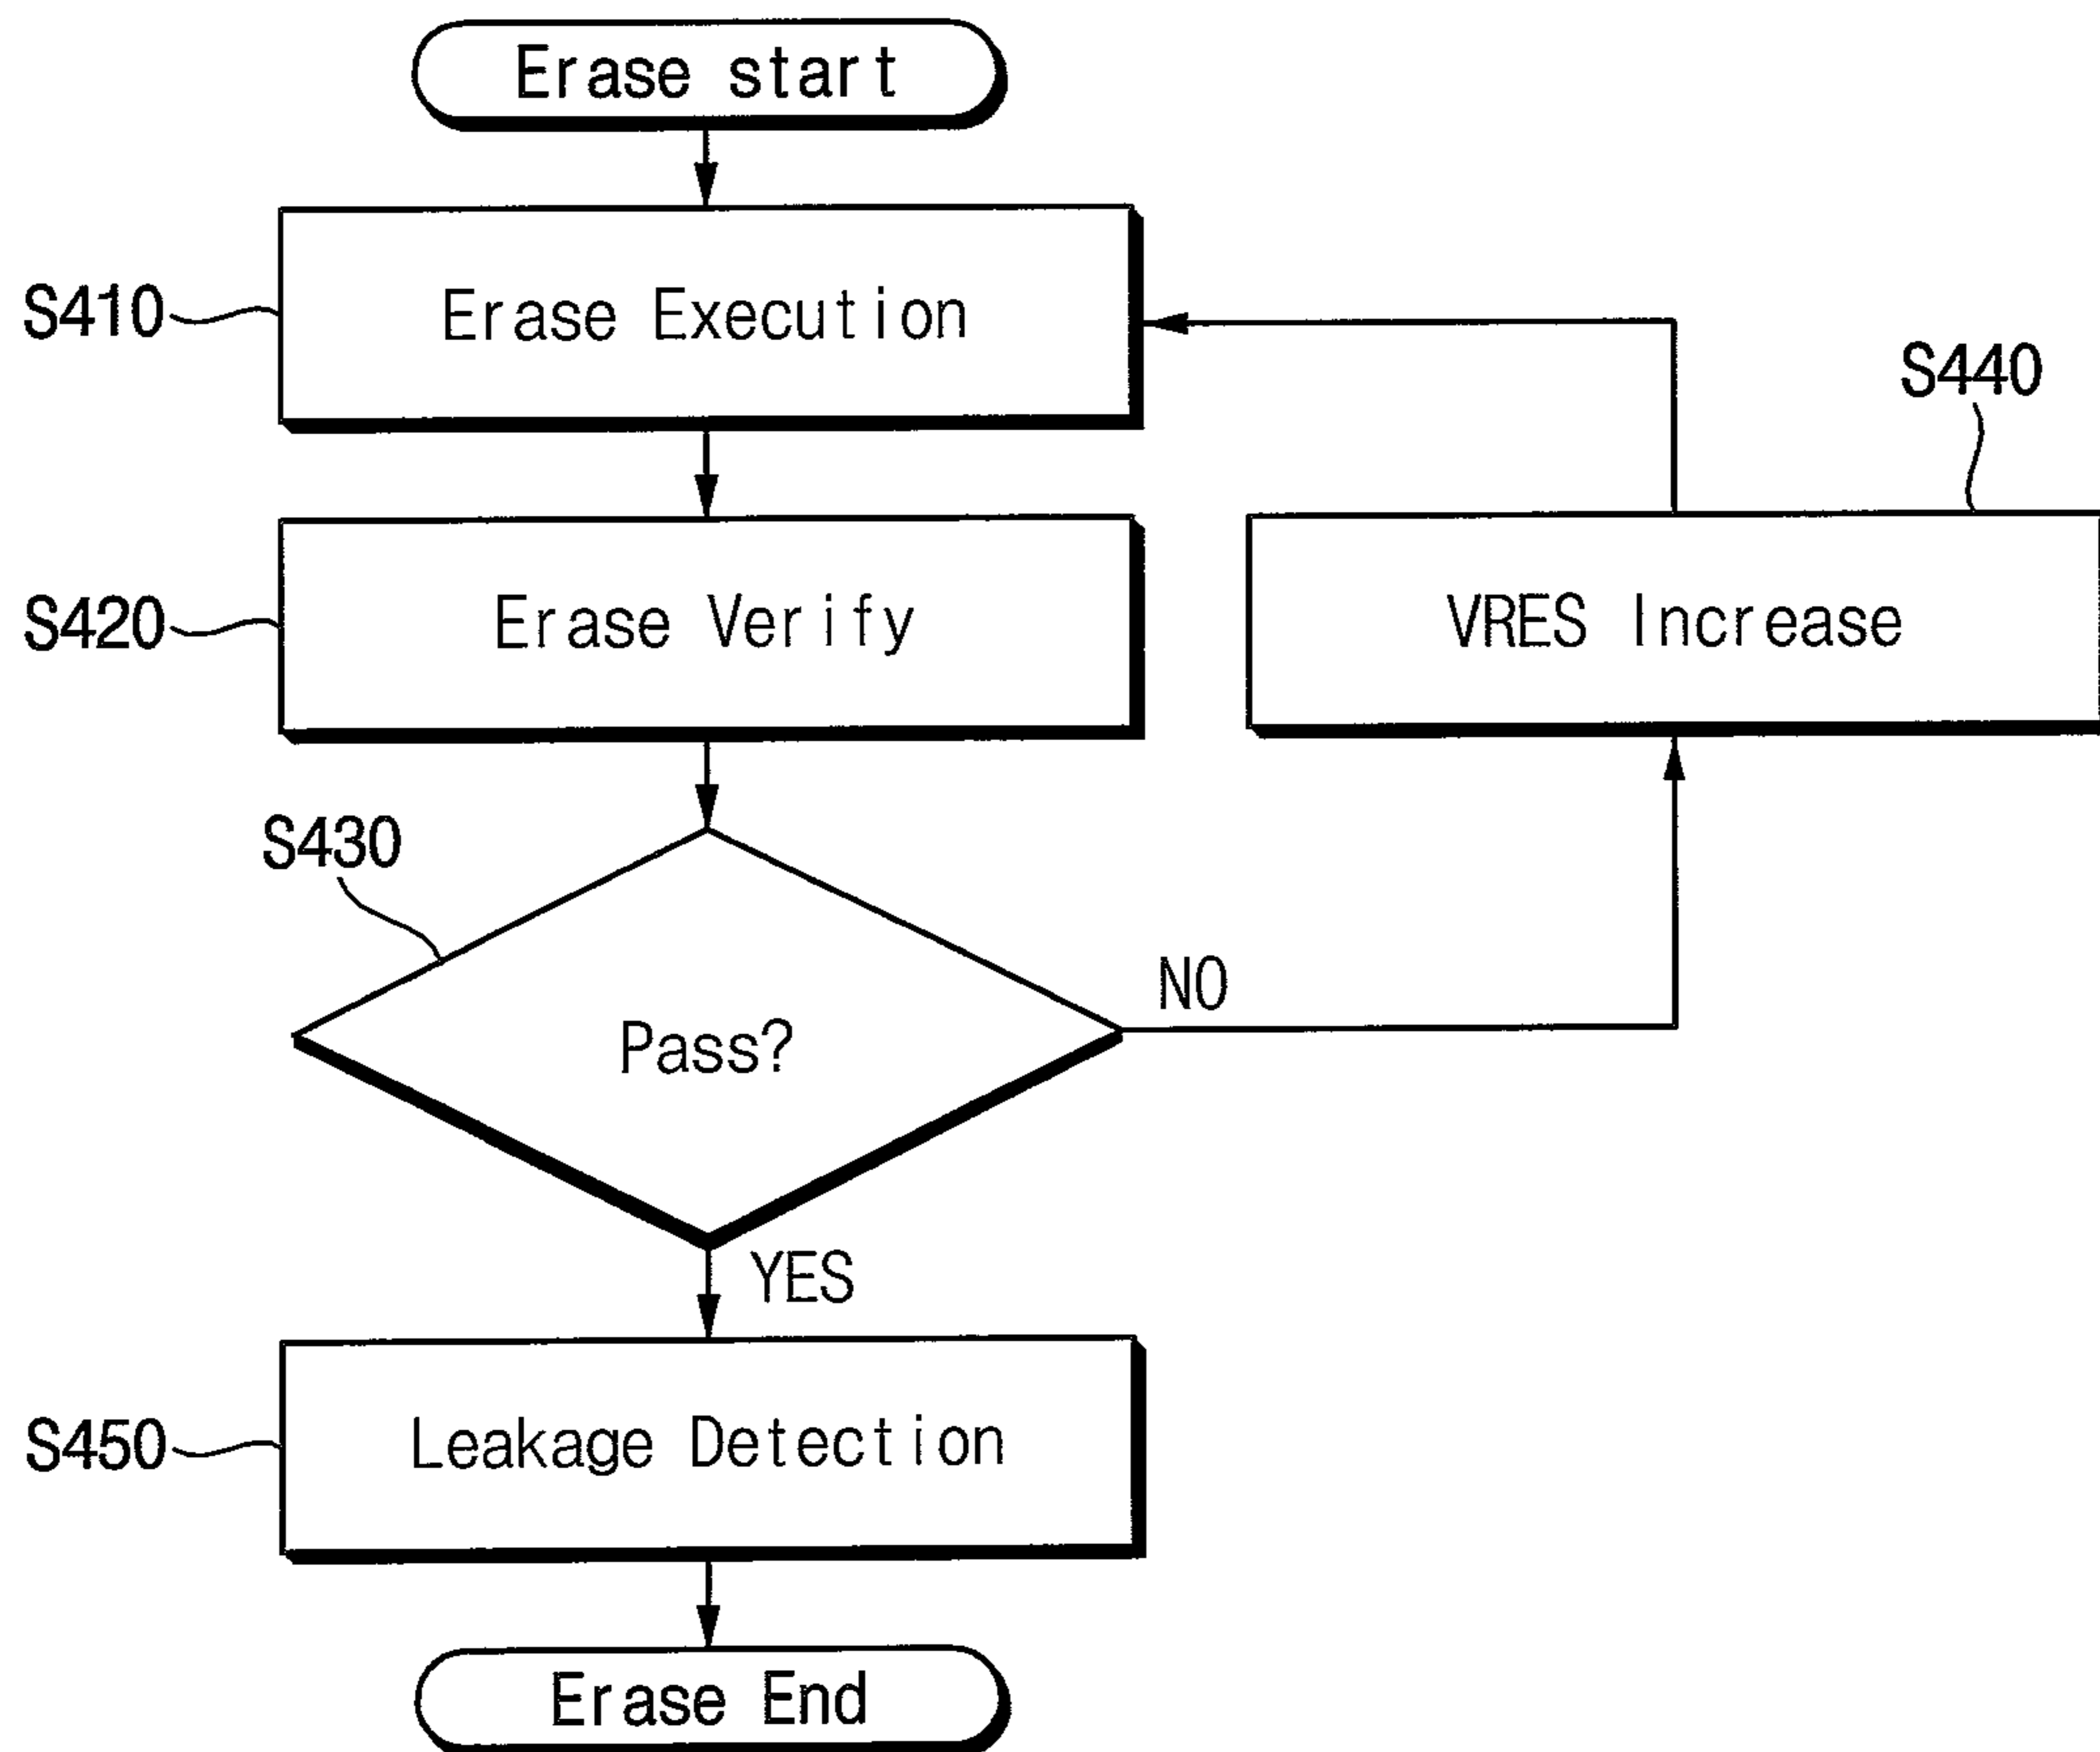 Erase start
S410
Erase Execution
S440
S420
Erase Verify
VRES Increase
S430
Pass?
NO
YES
S450
Leakage Detection
Erase End